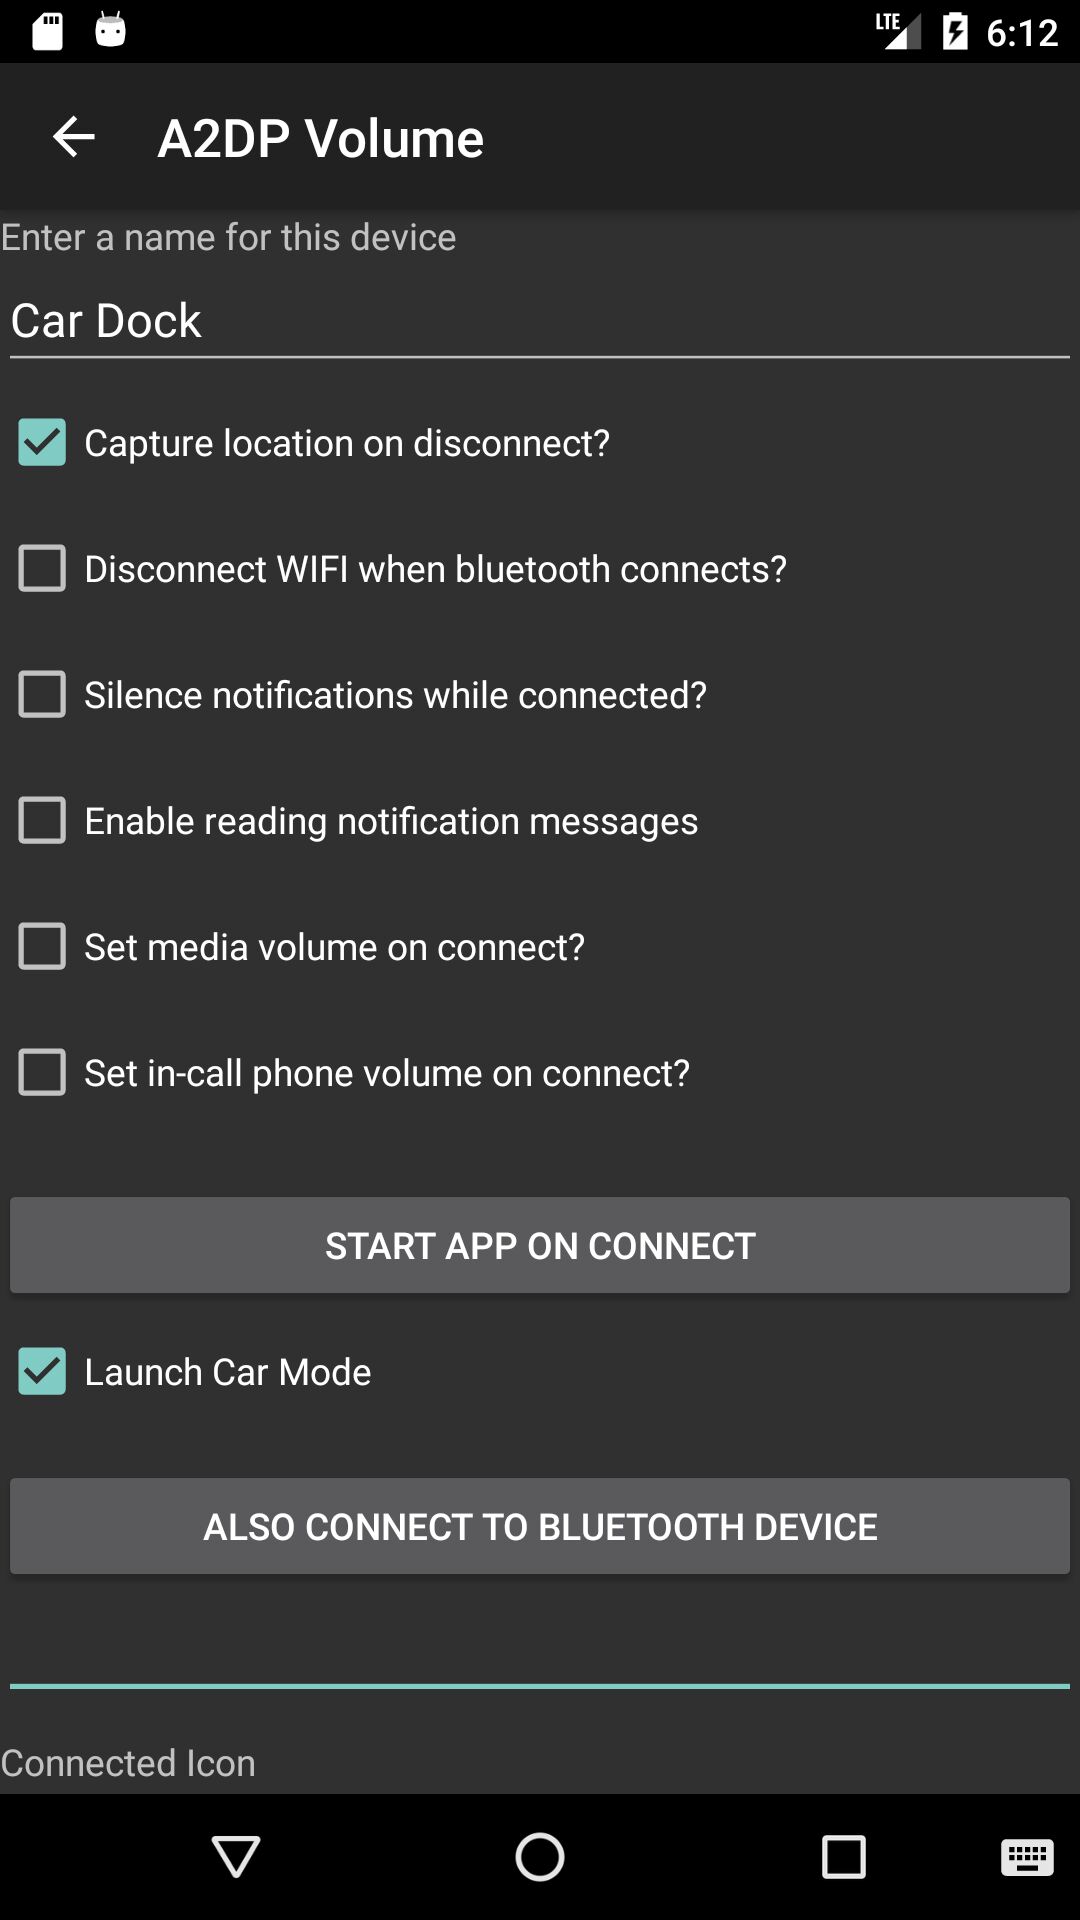 LTE 6:12
A2DP Volume
Enter a name for this device
Car Dock
Capture location on disconnect?
Disconnect WIFI when bluetooth connects?
Silence notifications while connected?
Enable reading notification messages
Set media volume on connect?
Set in-call phone volume on connect?
START APP ON CONNECT
Launch Car Mode
ALSO CONNECT TO BLUETOOTH DEVICE
Connected Icon